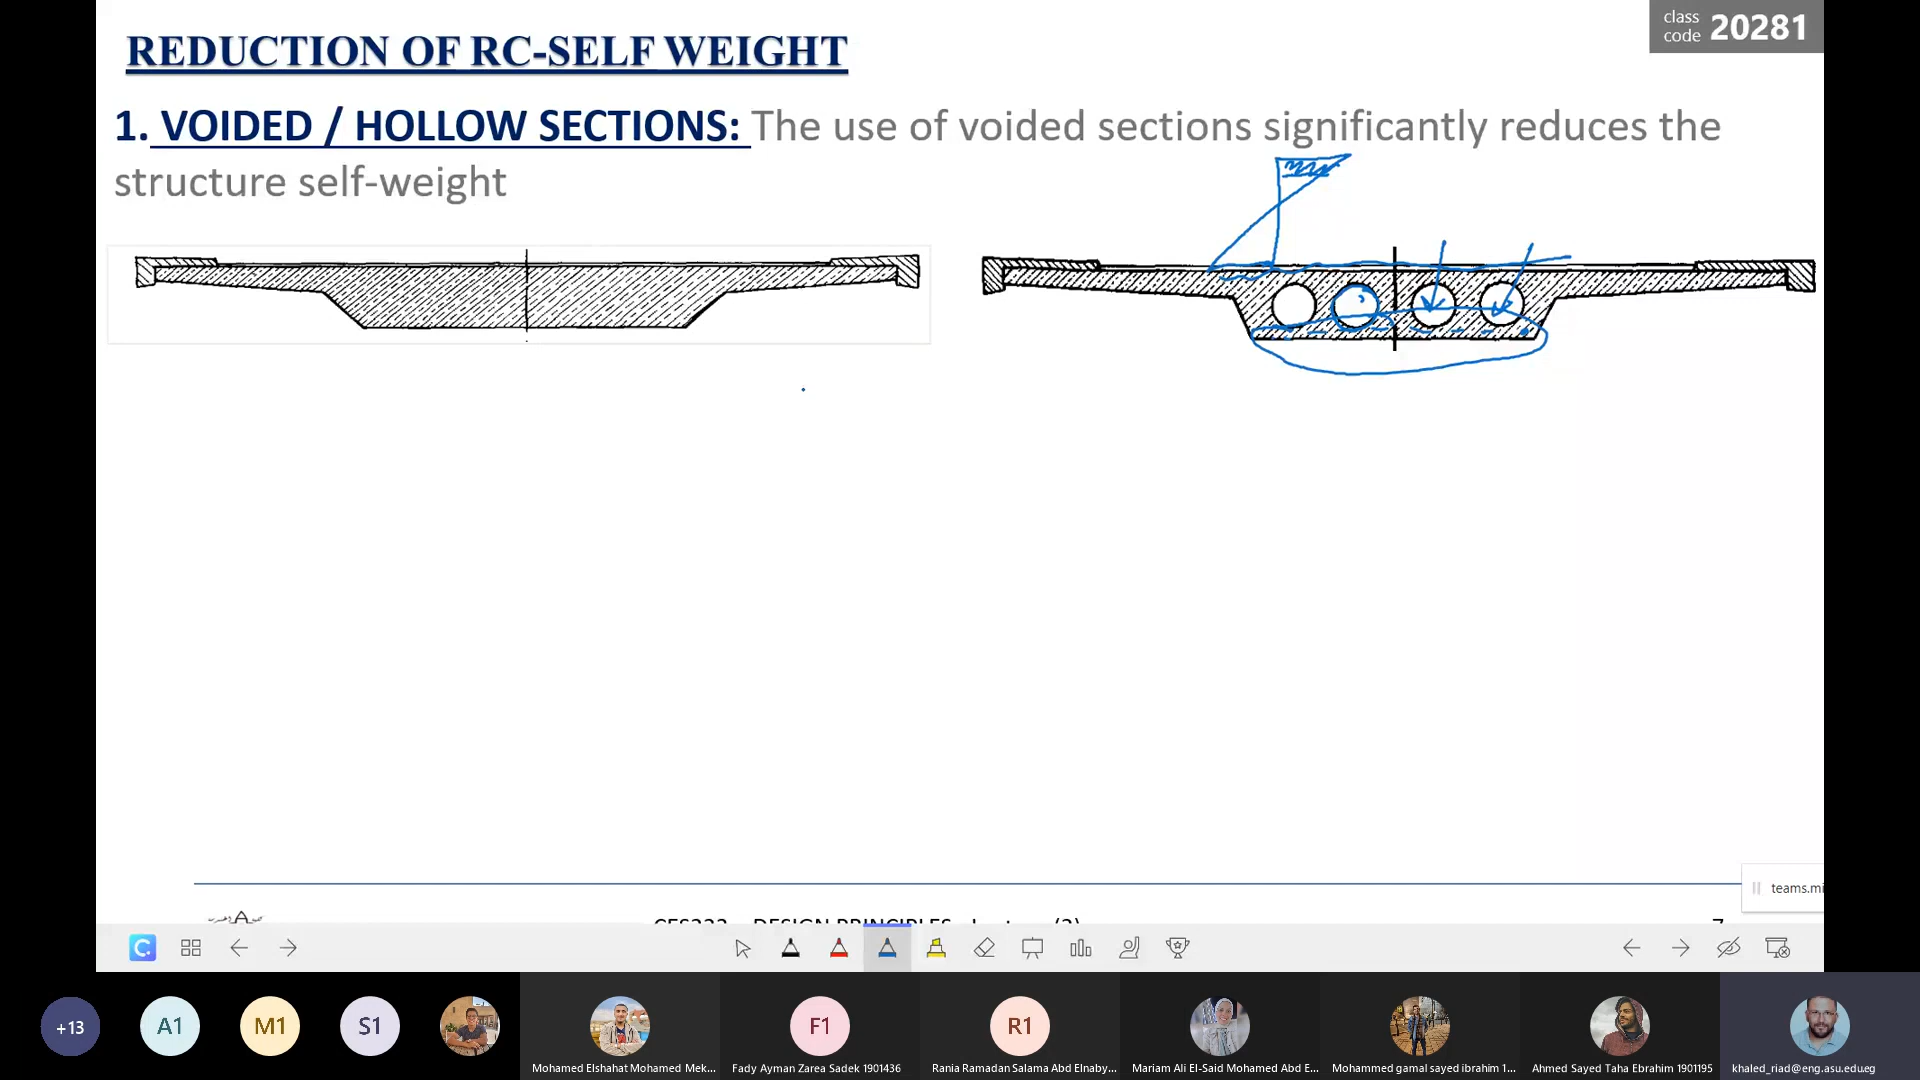 class
code 20281
REDUCTION OF RC-SELF WEIGHT
1. VOIDED / HOLLOW SECTIONS: The use of voided sections significantly reduces the
structure self-weight
teams.mi
+13
A1
M1
S1
F1
R1
Mohamed Elshahat Mohamed Mek...
Fady Ayman Zarea Sadek 1901436
Rania Ramadan Salama Abd Elnaby...
Mariam Ali El-Said Mohamed Abd E...
Mohammed gamal sayed ibrahim 1...
Ahmed Sayed Taha Ebrahim 1901195
khaled_riad@eng.asu.edu.eg